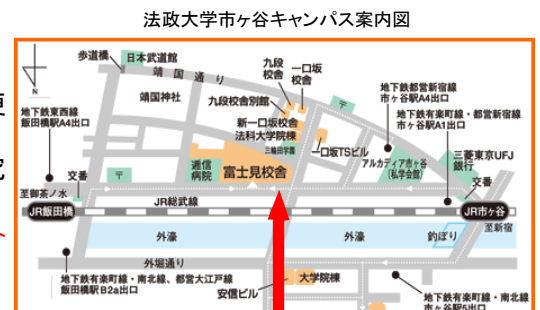 法政大学市ヶ谷キャンパス案内図
歩道橋
日本武道館
靖国通り
靖国神社
九段
校舎
一口坂
校舎
九段校舎別館
新一口坂校舎
法科大学院棟
三輪田学園
一口坂TSビル
〒
地下鉄都営新宿線
市ヶ谷駅A4出口
地下鉄有楽町線・都営新宿線
市ヶ谷駅A1出口
地下鉄東西線
飯田橋駅A4出口
交番
〒
逓信
病院
富士見校舎
アルカディア市ヶ谷
(私学会館)
三菱東京UFJ
銀行
交番
至御茶ノ水
JR飯田橋
JR総武線
JR市ヶ谷
至新宿
外濠
外濠
釣ぼり
外堀通り
地下鉄有楽町線・南北線、都営大江戸線
飯田橋駅B2a出口
安信ビル
大学院棟
地下鉄有楽町線・南北線
市ヶ谷駅5出口
N